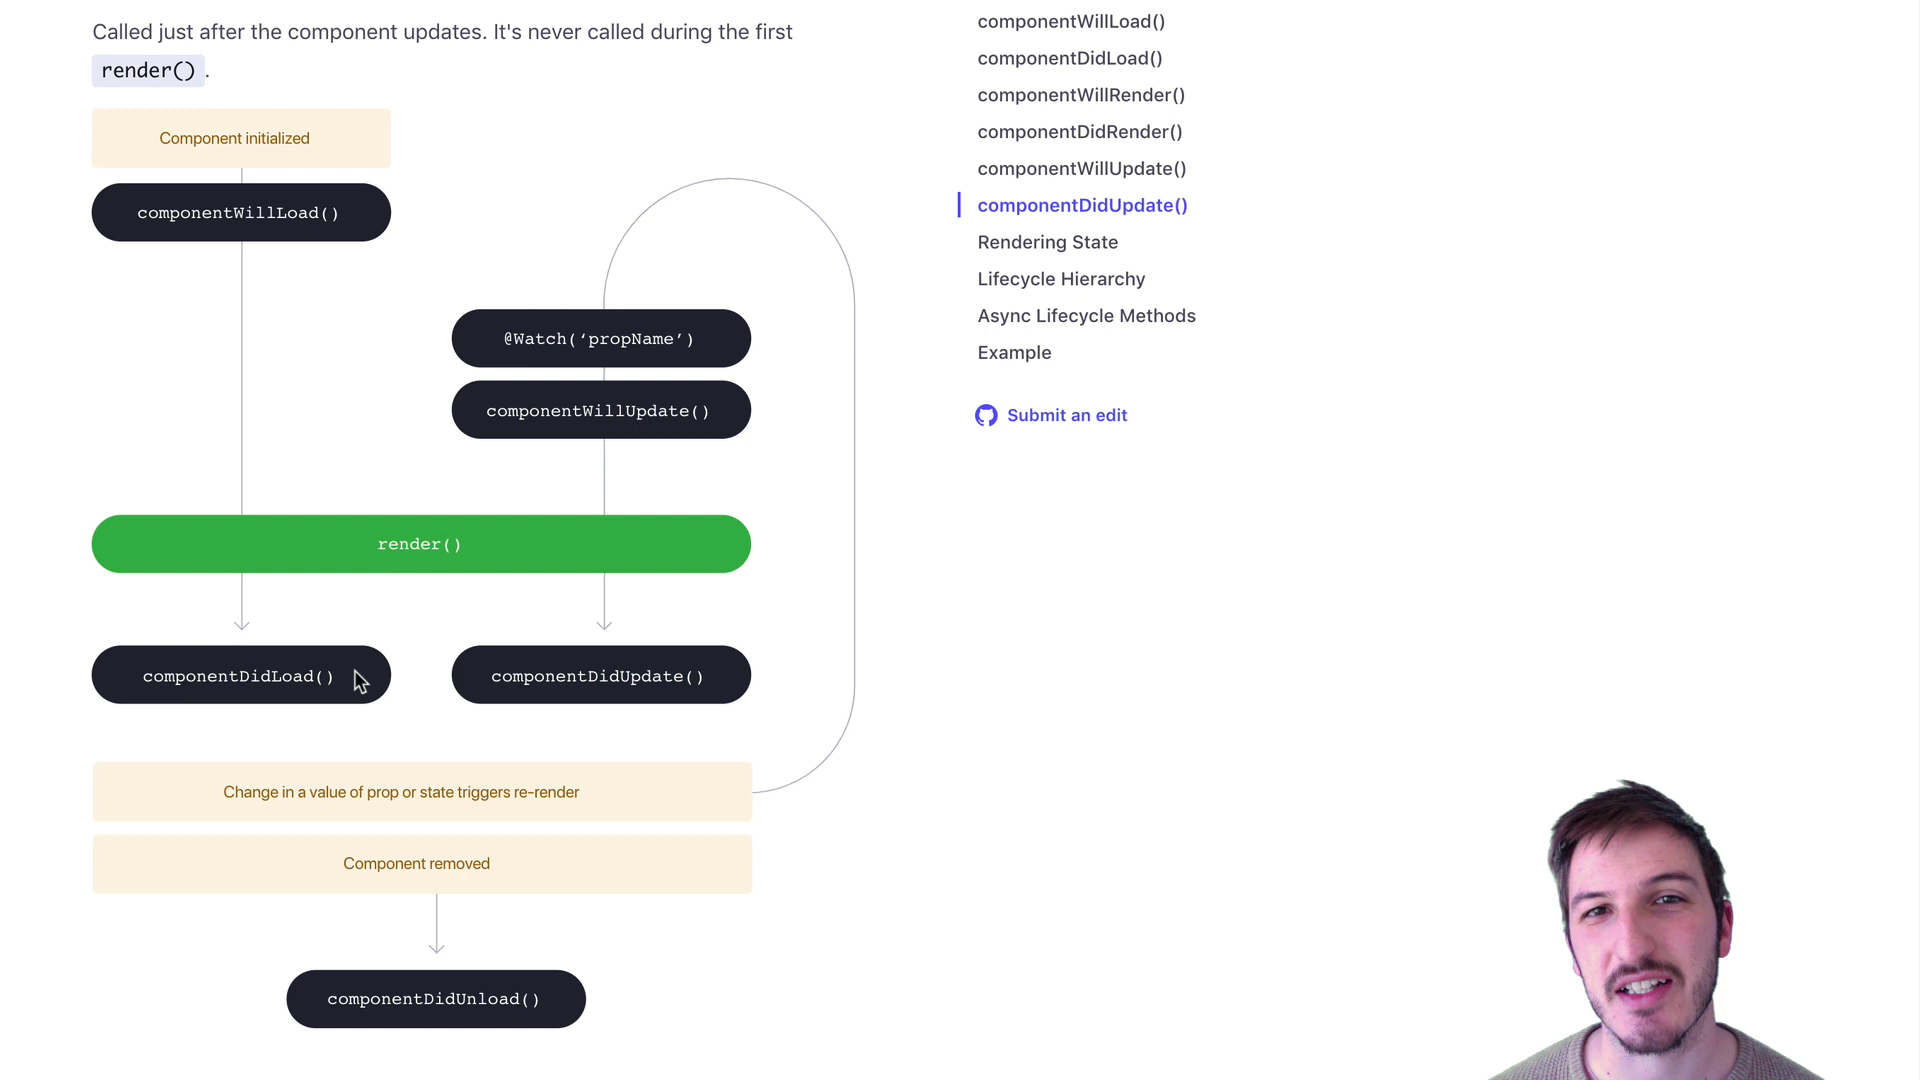 Called just after the component updates. It's never called during the first
render() .
Component initialized
componentWillLoad()
@Watch(‘propName’)
componentWillUpdate()
render()
componentDidLoad()
componentDidUpdate()
Change in a value of prop or state triggers re-render
Component removed
componentDidUnload()
componentWillLoad()
componentDidLoad()
componentWillRender()
componentDidRender()
componentWillUpdate()
componentDidUpdate()
Rendering State
Lifecycle Hierarchy
Async Lifecycle Methods
Example
Submit an edit